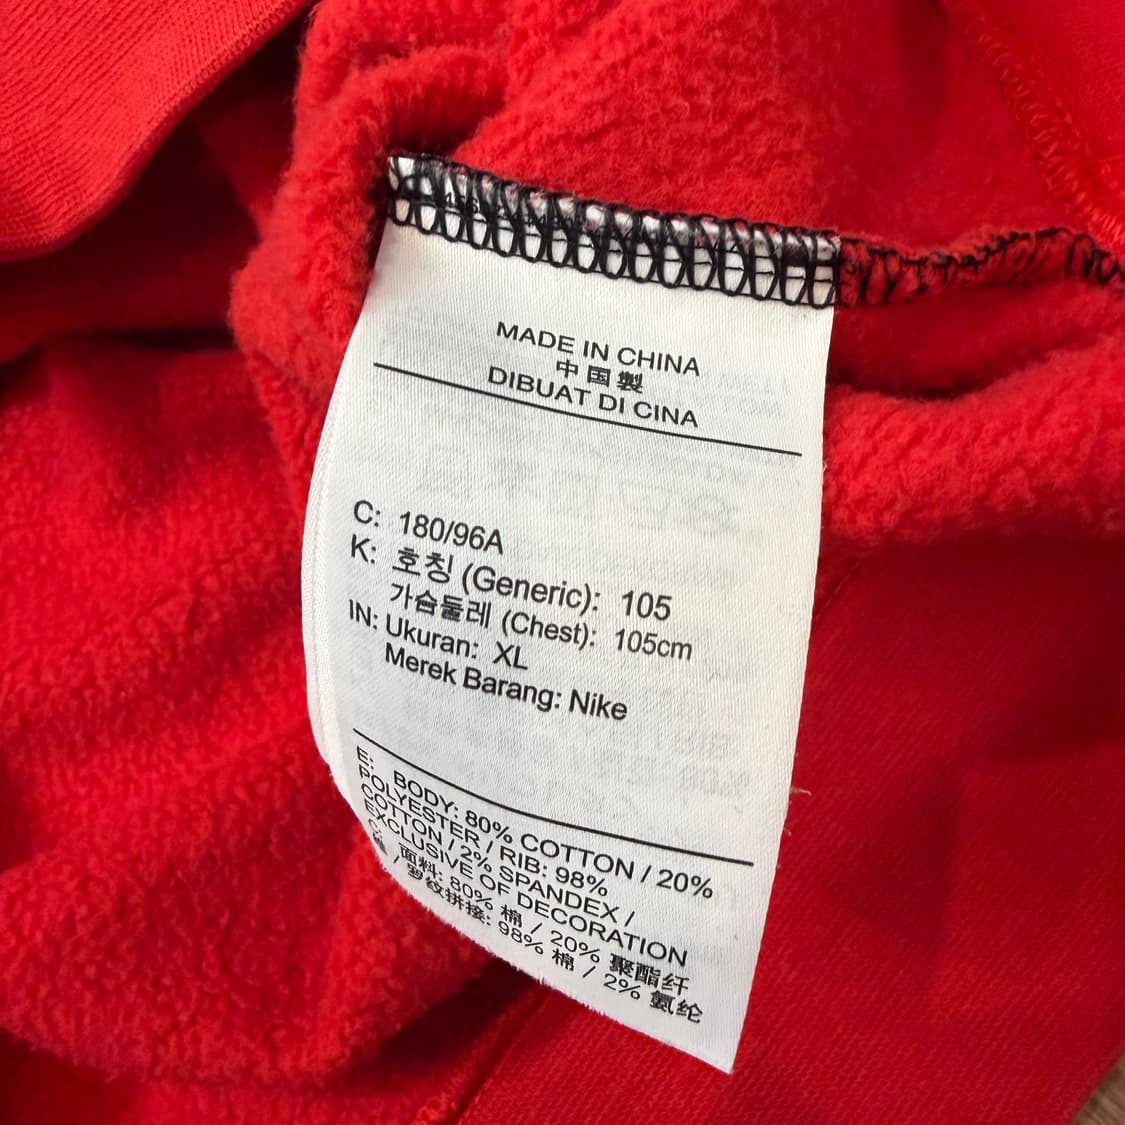 MADE IN CHINA
中国製
DIBUAT DI CINA
C: 180/96A
K: 호칭 (Generic): 105
가슴둘레 (Chest): 105cm
IN: Ukuran: XL
Merek Barang: Nike
E: BODY: 80% COTTON / 20%
POLYESTER / RIB: 98%
COTTON / 2% SPANDEX /
EXCLUSIVE OF DECORATION
C: 面料: 80% 棉 / 20% 聚酯纤
/ 罗纹拼接: 98% 棉 / 2% 氨纶